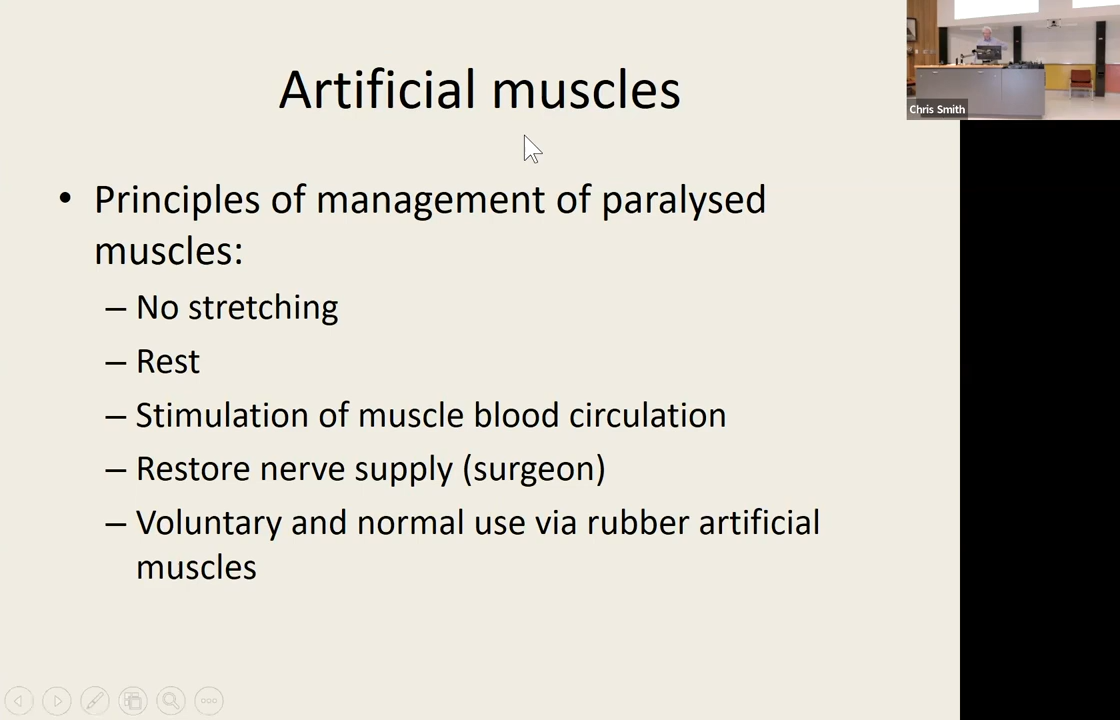 Artificial muscles
Chris Smith
• Principles of management of paralysed
muscles:
– No stretching
– Rest
– Stimulation of muscle blood circulation
– Restore nerve supply (surgeon)
– Voluntary and normal use via rubber artificial
muscles